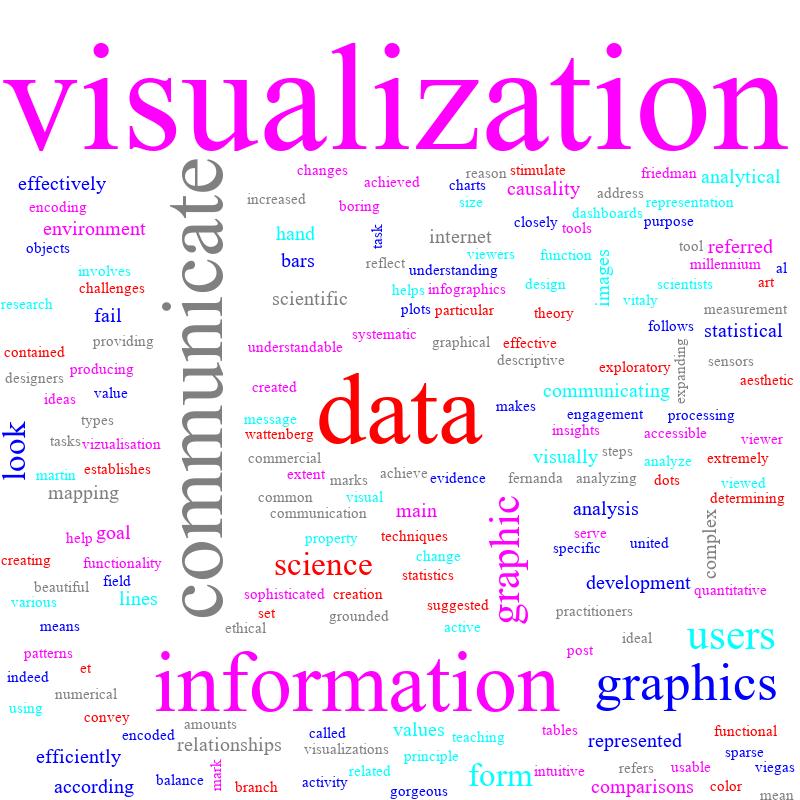 visualization
changes
reason
stimulate
friedman
analytical
effectively
achieved
charts
causality
address
communicate
increased
size
representation
encoding
boring
dashboards
environment
task
closely
tools
purpose
hand
internet
objects
viewers
function
images
tool
referred
bars
reflect
understanding
millennium
al
involves
helps
infographics
design
scientists
art
challenges
scientific
vitaly
research
plots
particular
theory
measurement
fail
follows
statistical
providing
systematic
graphical
effective
contained
understandable
descriptive
expanding
sensors
producing
exploratory
designers
aesthetic
value
created
data
communicating
ideas
makes
engagement
processing
types
message
insights
accessible
look
tasks
vizualisation
wattenberg
viewer
commercial
visually
steps
analyze
extremely
martin
establishes
extent
marks
achieve
evidence
fernanda
analyzing
dots
viewed
mapping
common
visual
determining
communication
main
graphic
analysis
help
goal
property
techniques
serve
specific
united
complex
creating
functionality
science
change
field
statistics
development
beautiful
sophisticated
creation
quantitative
various
lines
set
grounded
suggested
practitioners
means
ethical
active
ideal
users
patterns
et
information
post
indeed
numerical
graphics
using
convey
amounts
encoded
relationships
called
values
teaching
tables
represented
functional
visualizations
principle
sparse
efficiently
mark
related
form
intuitive
refers
usable
viegas
according
balance
branch
activity
gorgeous
comparisons
color
mean